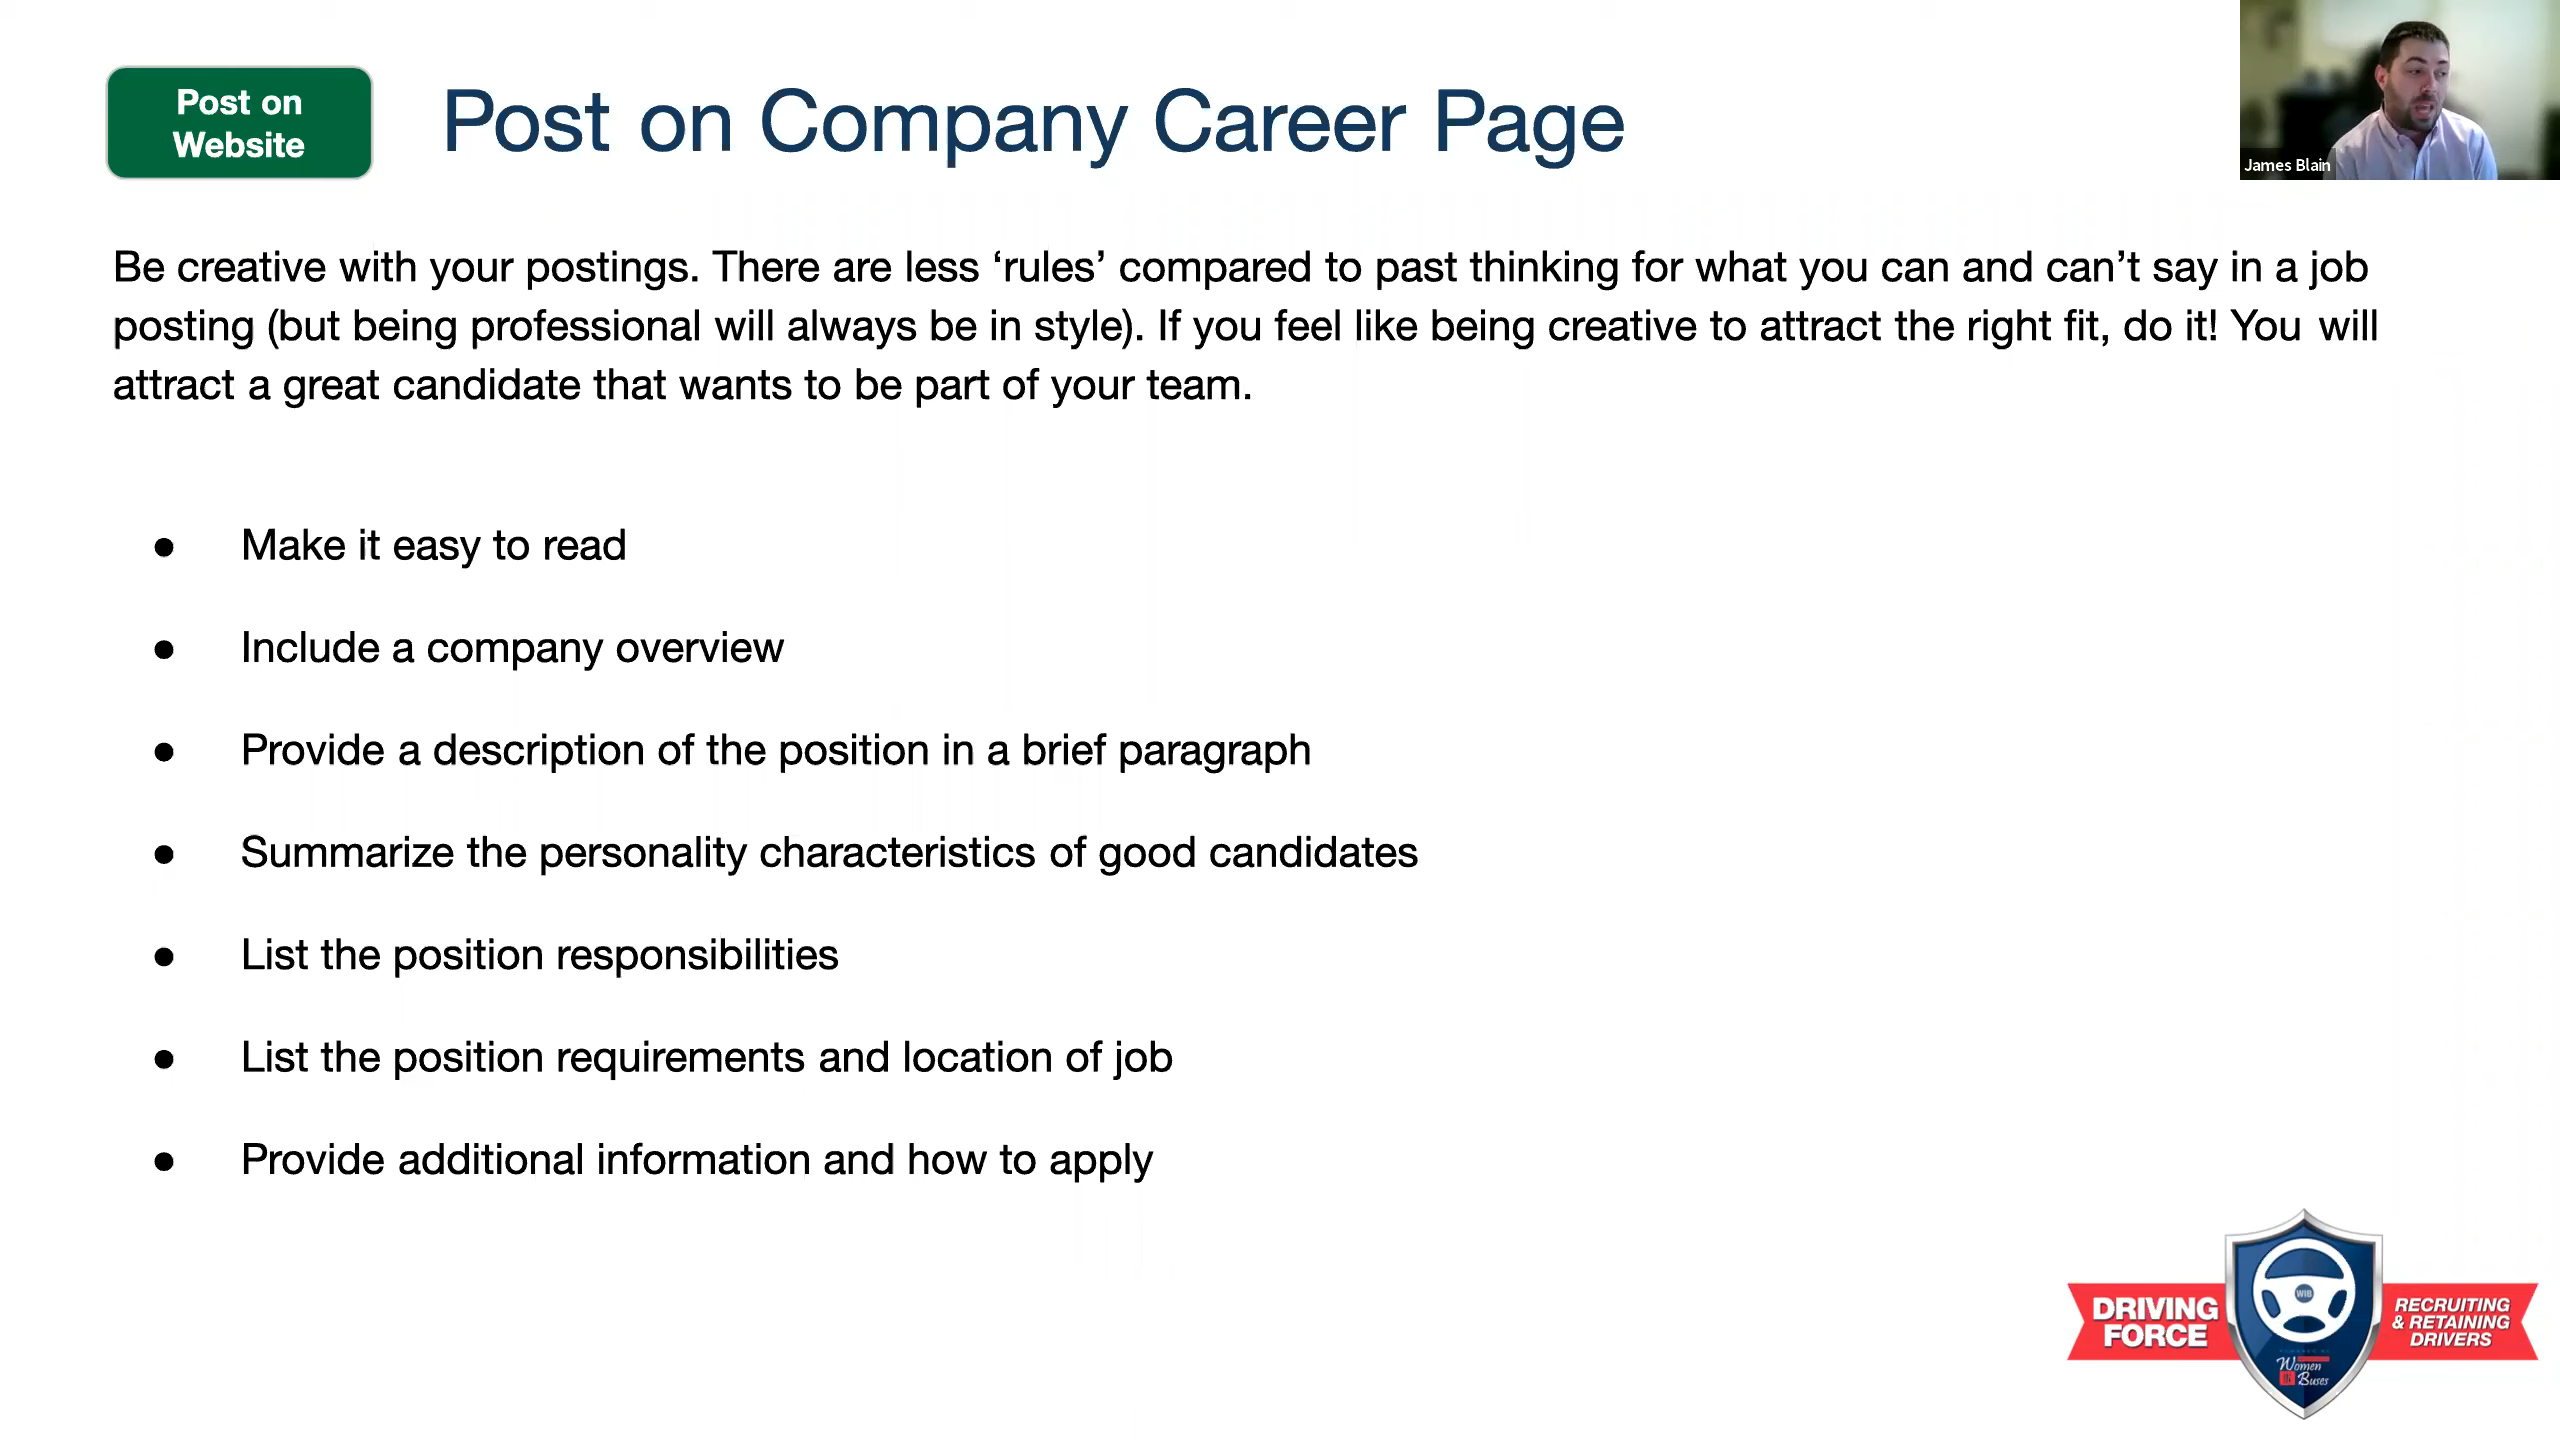 Post on
Website
Post on Company Career Page
James Blain
Be creative with your postings. There are less ‘rules’ compared to past thinking for what you can and can’t say in a job
posting (but being professional will always be in style). If you feel like being creative to attract the right fit, do it! You will
attract a great candidate that wants to be part of your team.
● Make it easy to read
● Include a company overview
● Provide a description of the position in a brief paragraph
● Summarize the personality characteristics of good candidates
● List the position responsibilities
● List the position requirements and location of job
● Provide additional information and how to apply
DRIVING
FORCE
WIB
Women
Buses
RECRUITING
& RETAINING
DRIVERS